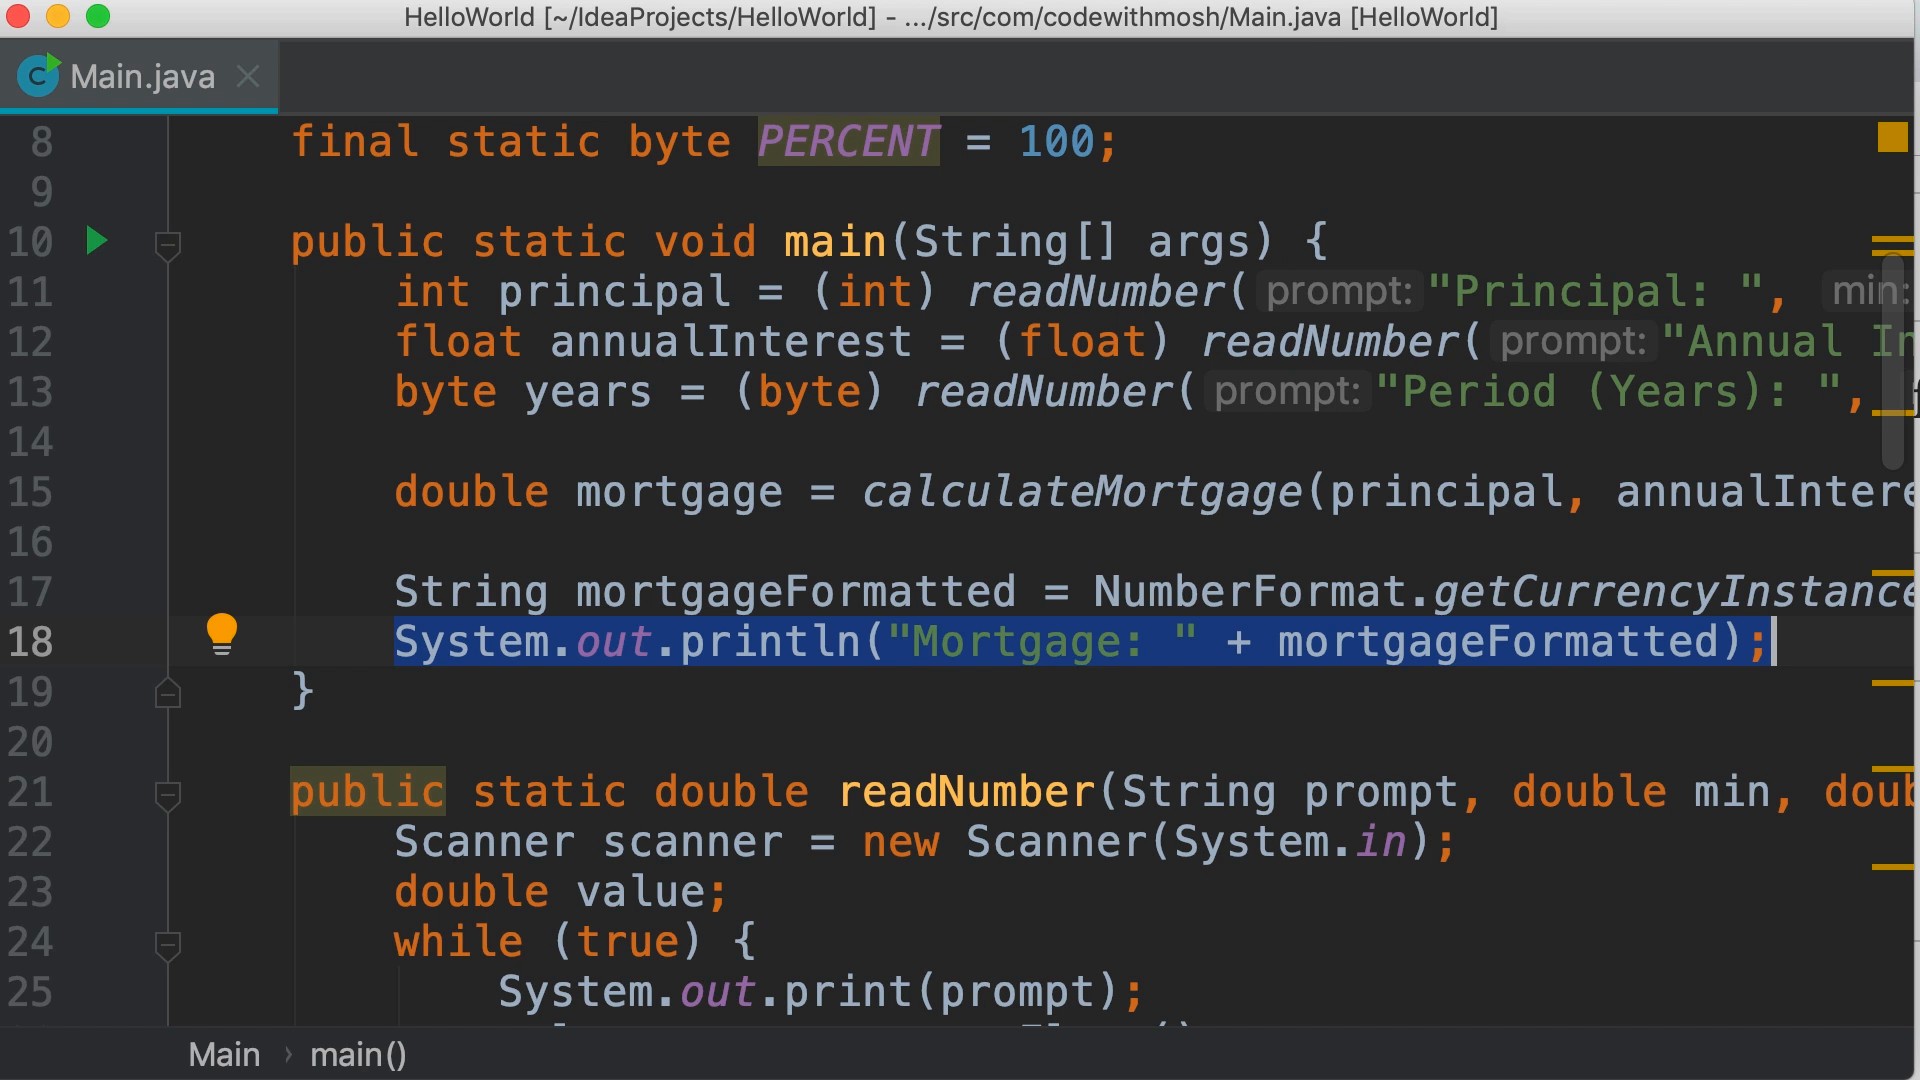 HelloWorld [~/IdeaProjects/HelloWorld] - .../src/com/codewithmosh/Main.java [HelloWorld]
Main.java
8 final static byte PERCENT = 100;
9
10 public static void main(String[] args) {
11 int principal = (int) readNumber( prompt: "Principal: ", min:
12 float annualInterest = (float) readNumber( prompt: "Annual In
13 byte years = (byte) readNumber( prompt: "Period (Years): ",
14
15 double mortgage = calculateMortgage(principal, annualIntere
16
17 String mortgageFormatted = NumberFormat.getCurrencyInstance
18 System.out.println("Mortgage: " + mortgageFormatted);
19 }
20
21 public static double readNumber(String prompt, double min, doub
22 Scanner scanner = new Scanner(System.in);
23 double value;
24 while (true) {
25 System.out.print(prompt);
Main › main()